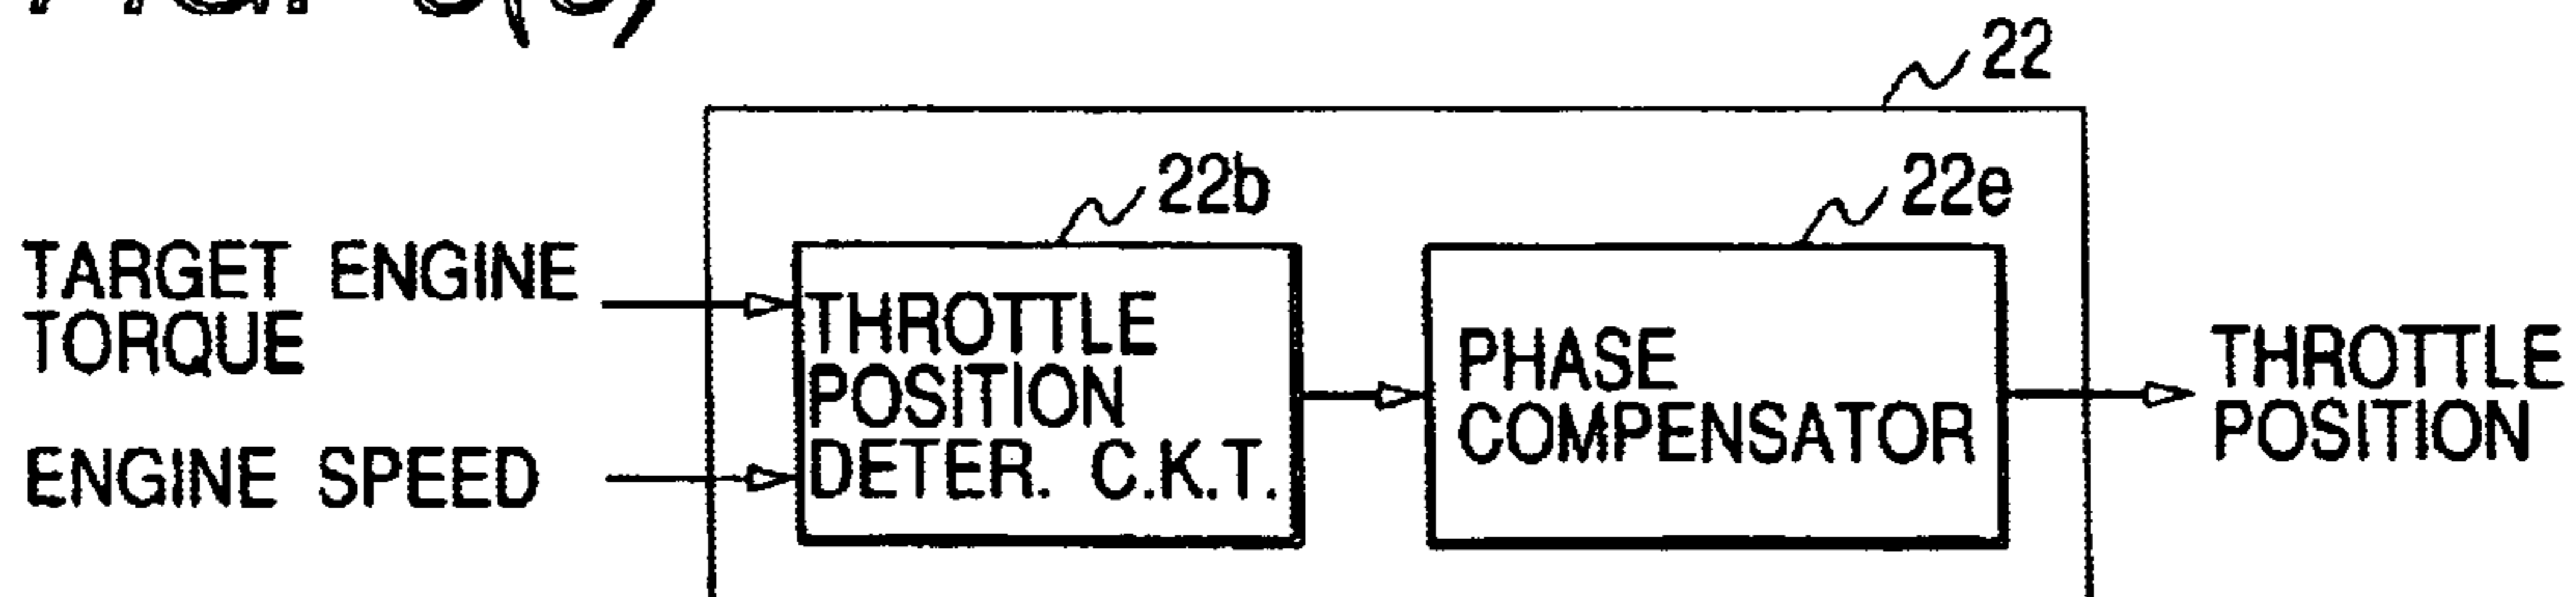 22
22b
22e
TARGET ENGINE
TORQUE
ENGINE SPEED
THROTTLE
POSITION
DETER. C.K.T.
PHASE
COMPENSATOR
THROTTLE
POSITION